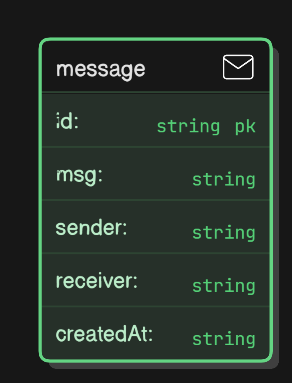 message
id: string pk
msg: string
sender: string
receiver: string
createdAt: string